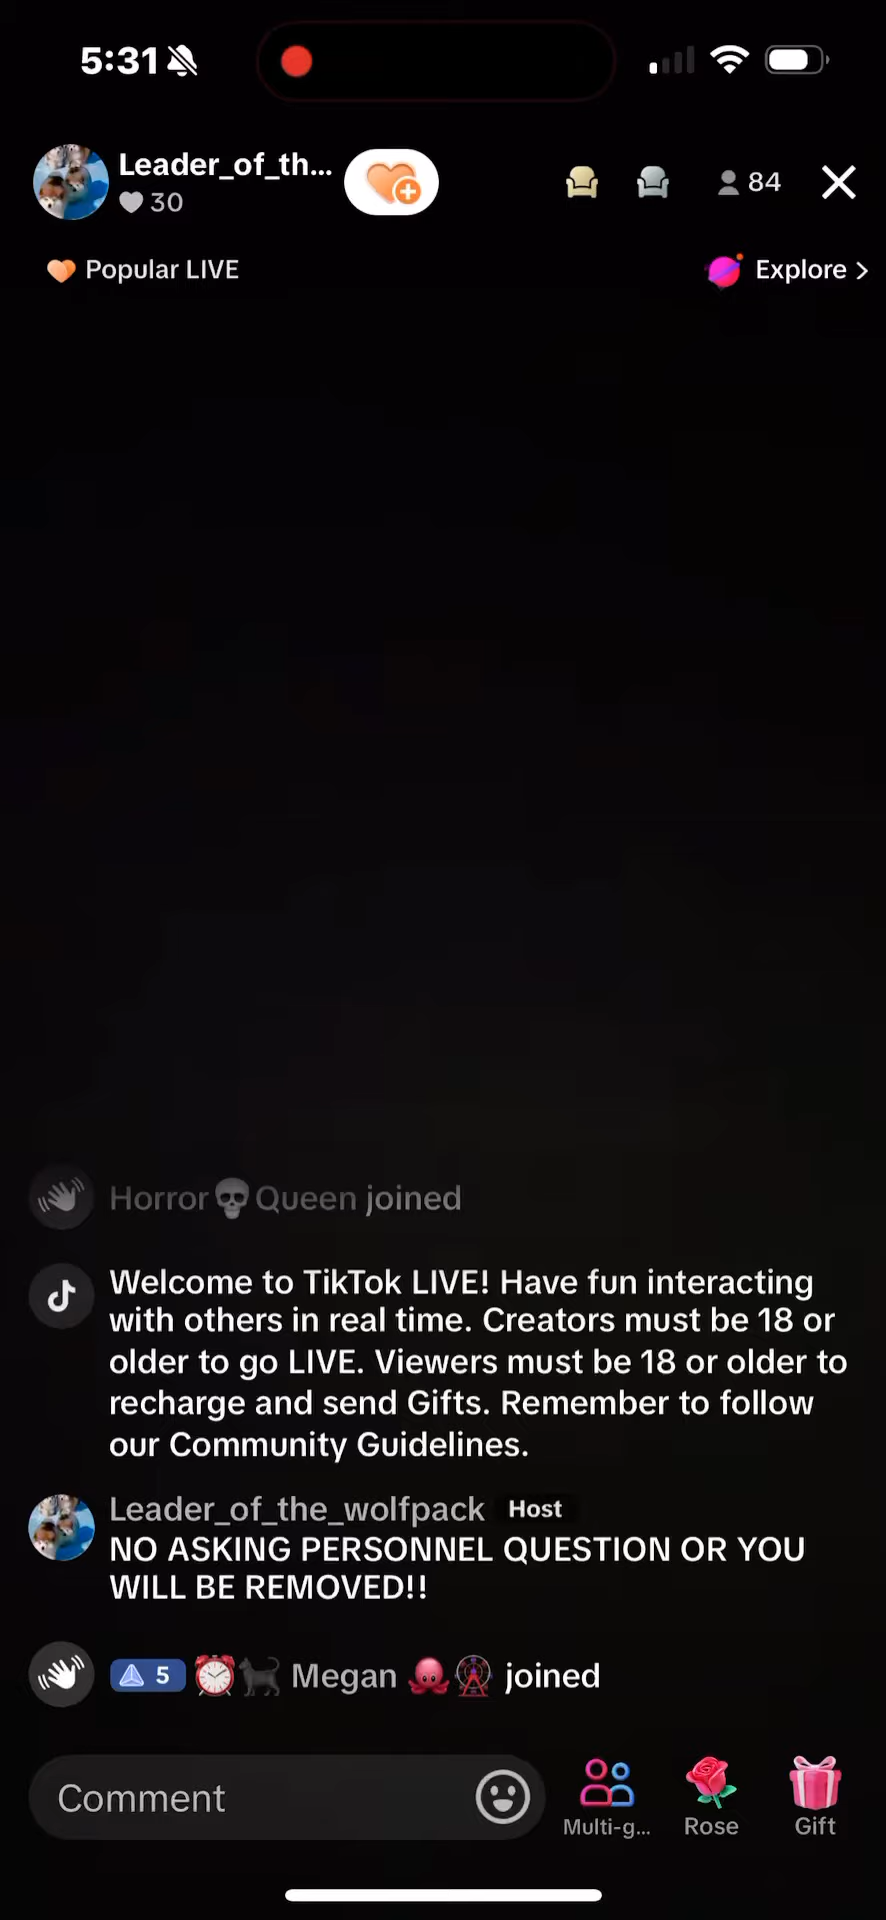 5:31
Leader_of_th...
30
84
Popular LIVE
Explore >
Horror💀Queen joined
Welcome to TikTok LIVE! Have fun interacting
with others in real time. Creators must be 18 or
older to go LIVE. Viewers must be 18 or older to
recharge and send Gifts. Remember to follow
our Community Guidelines.
Leader_of_the_wolfpack Host
NO ASKING PERSONNEL QUESTION OR YOU
WILL BE REMOVED!!
5 ⏰🐈‍⬛ Megan 🐙🎡 joined
Comment
Multi-g...
Rose
Gift